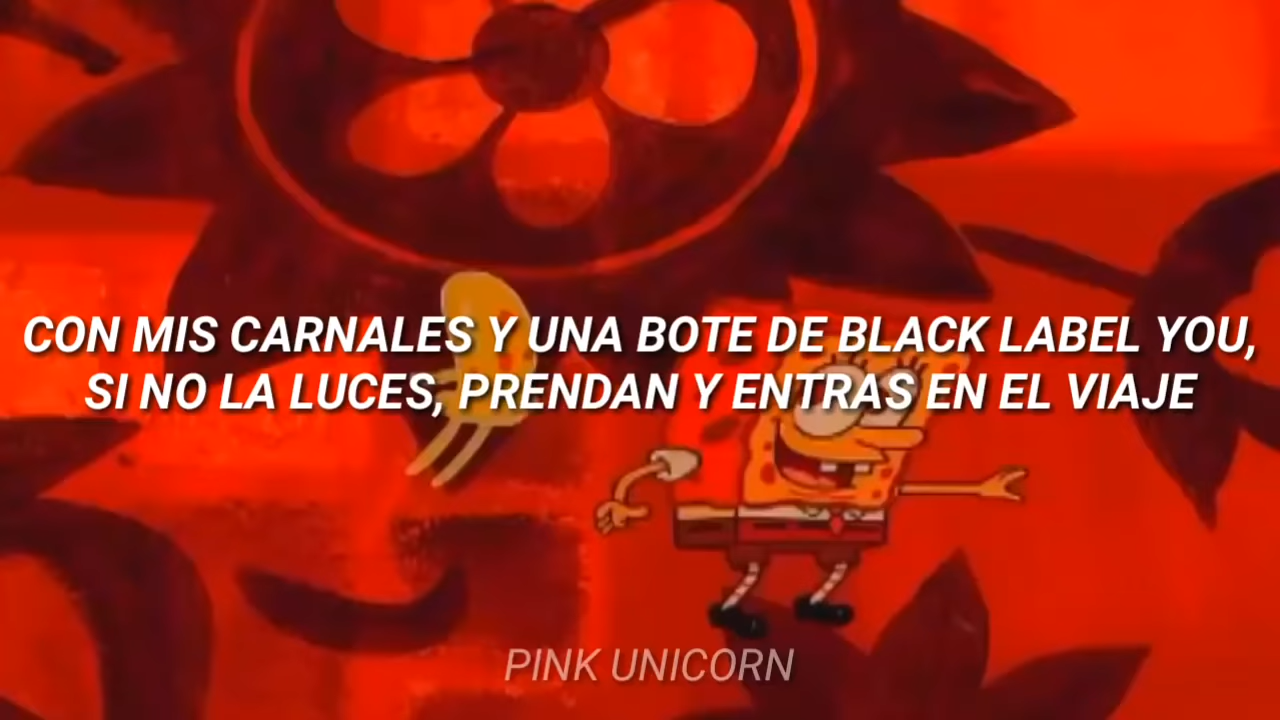 CON MIS CARNALES Y UNA BOTE DE BLACK LABEL YOU,
SI NO LA LUCES, PRENDAN Y ENTRAS EN EL VIAJE
PINK UNICORN